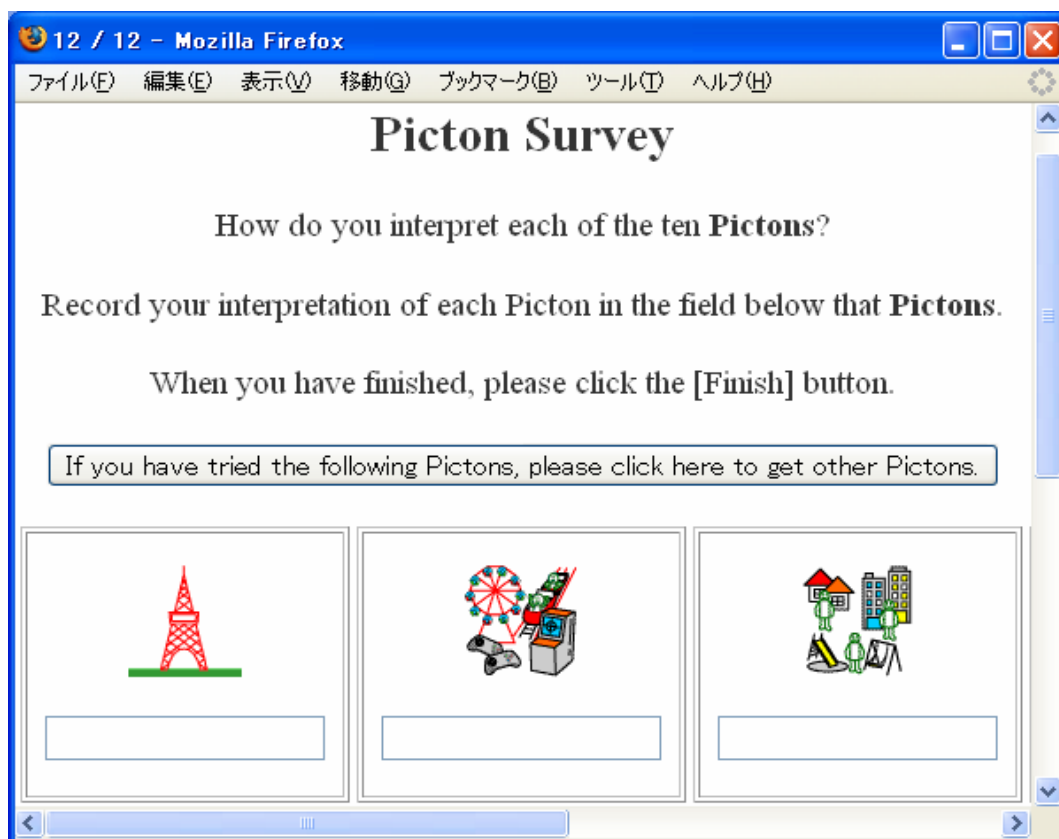 12 / 12 - Mozilla Firefox
ファイル(F) 編集(E) 表示(V) 移動(G) ブックマーク(B) ツール(T) ヘルプ(H)
Picton Survey
How do you interpret each of the ten Pictons?
Record your interpretation of each Picton in the field below that Pictons.
When you have finished, please click the [Finish] button.
If you have tried the following Pictons, please click here to get other Pictons.